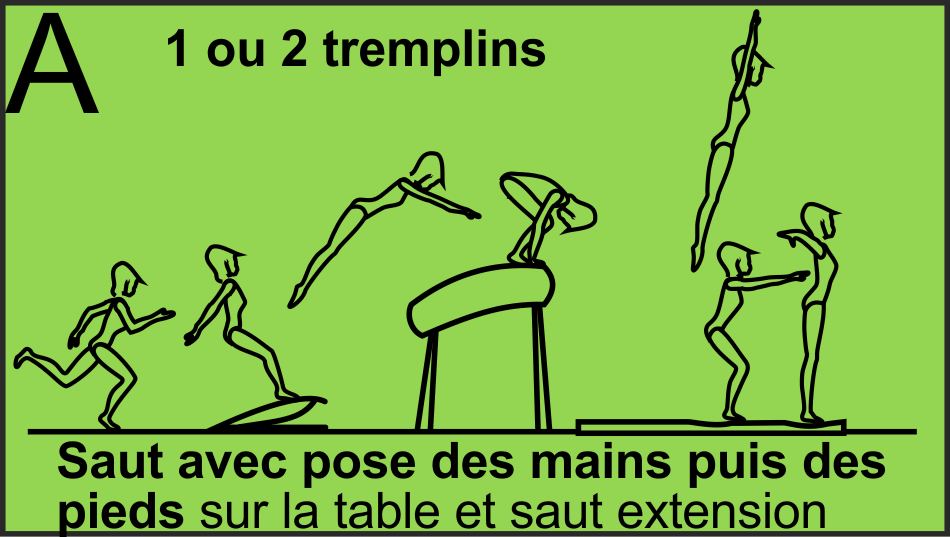 A
1 ou 2 tremplins
Saut avec pose des mains puis des
pieds sur la table et saut extension